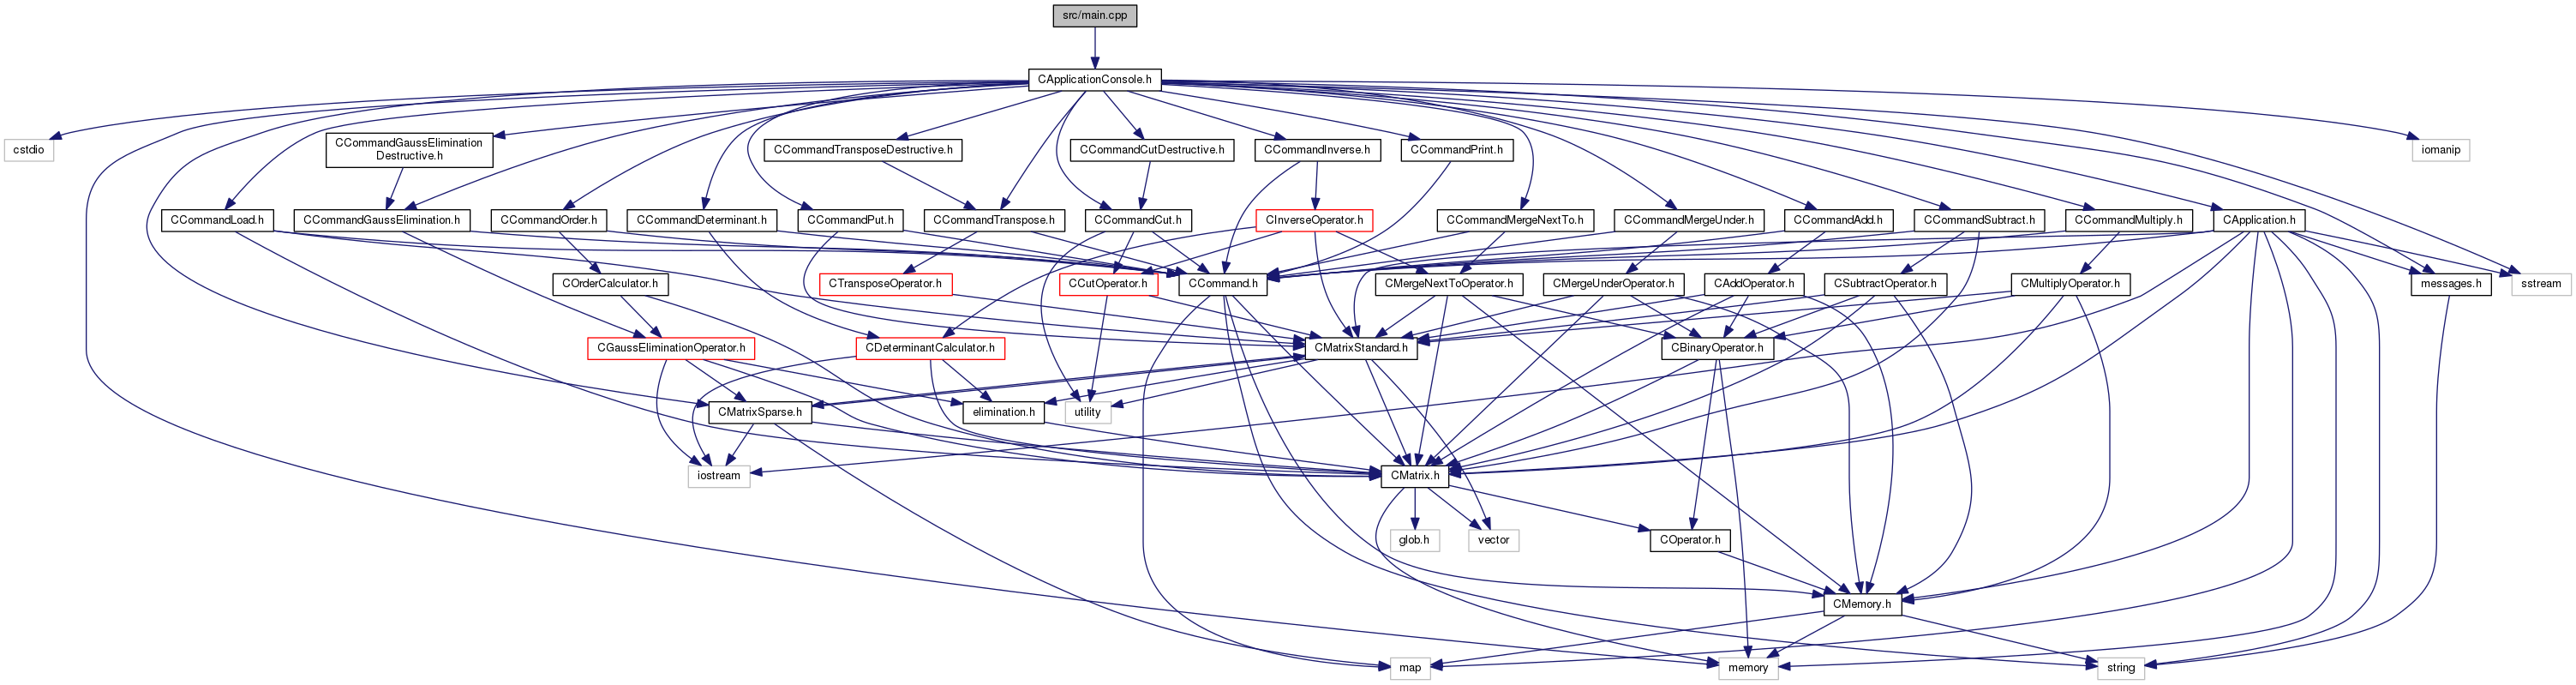 src/main.cpp
CApplicationConsole.h
cstdio
CCommandGaussElimination
Destructive.h
CCommandTransposeDestructive.h
CCommandCutDestructive.h
CCommandInverse.h
CCommandPrint.h
iomanip
CCommandLoad.h
CCommandGaussElimination.h
CCommandOrder.h
CCommandDeterminant.h
CCommandPut.h
CCommandTranspose.h
CCommandCut.h
CInverseOperator.h
CCommandMergeNextTo.h
CCommandMergeUnder.h
CCommandAdd.h
CCommandSubtract.h
CCommandMultiply.h
CApplication.h
COrderCalculator.h
CTransposeOperator.h
CCutOperator.h
CCommand.h
CMergeNextToOperator.h
CMergeUnderOperator.h
CAddOperator.h
CSubtractOperator.h
CMultiplyOperator.h
messages.h
sstream
CGaussEliminationOperator.h
CDeterminantCalculator.h
CMatrixStandard.h
CBinaryOperator.h
CMatrixSparse.h
elimination.h
utility
iostream
CMatrix.h
glob.h
vector
COperator.h
CMemory.h
map
memory
string